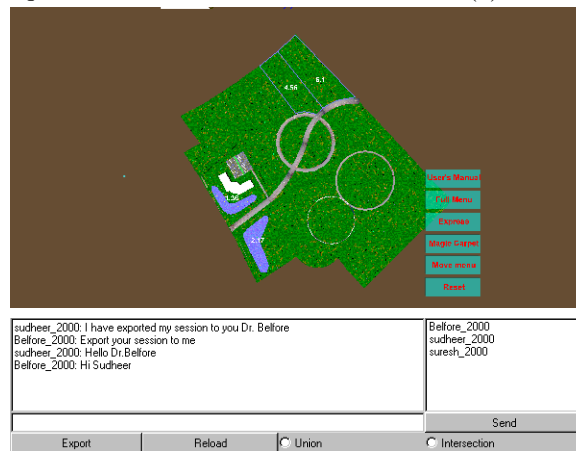 6.1
4.56
1.36
2.17
User's Manual
Full Menu
Express
Magic Carpet
Move menu
Reset
sudheer_2000: I have exported my session to you Dr. Belfore
Belfore_2000: Export your session to me
sudheer_2000: Hello Dr.Belfore
Belfore_2000: Hi Sudheer
Belfore_2000
sudheer_2000
suresh_2000
Send
Export Reload Union Intersection